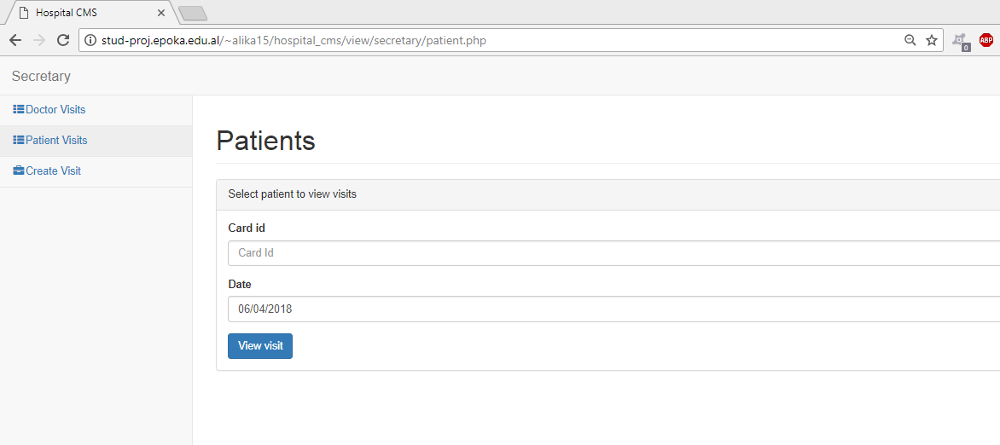 Hospital CMS
stud-proj.epoka.edu.al/~alika15/hospital_cms/view/secretary/patient.php
0
ABP
Secretary
Doctor Visits
Patient Visits
Create Visit
Patients
Select patient to view visits
Card id
Card Id
Date
06/04/2018
View visit